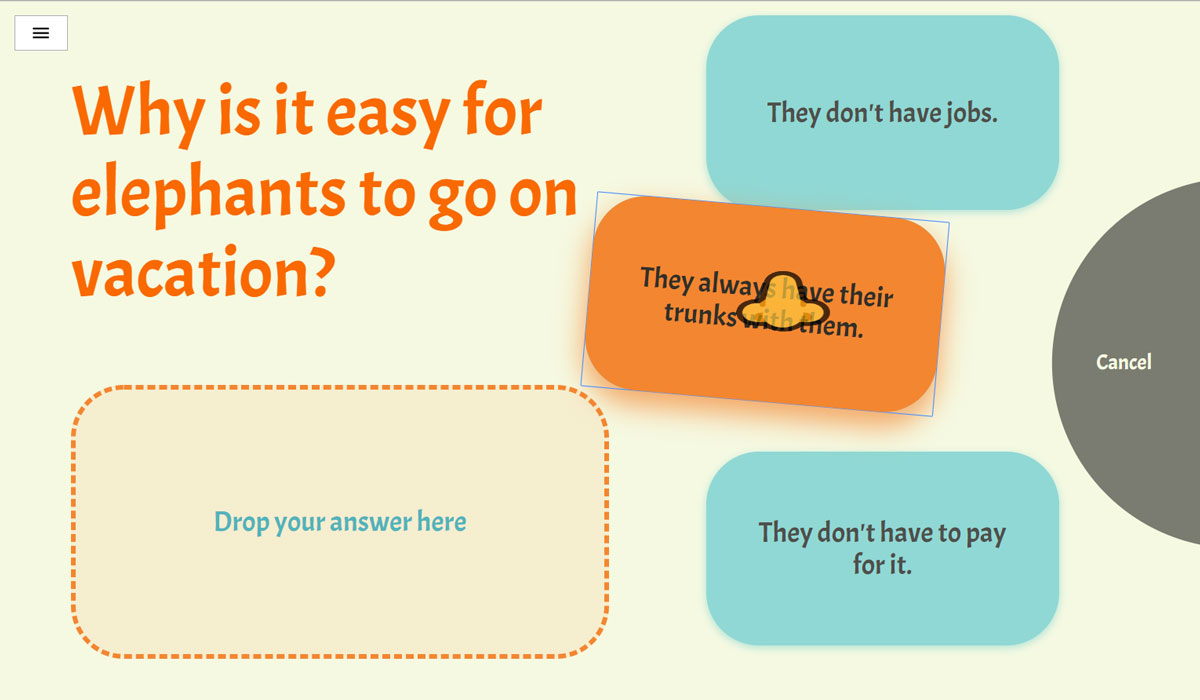 Why is it easy for
elephants to go on
vacation?
They don't have jobs.
They always have their
trunks with them.
Cancel
Drop your answer here
They don't have to pay
for it.